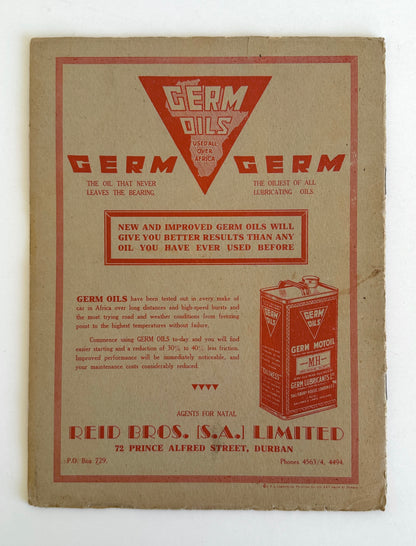 GERM
OILS
USED ALL
OVER
AFRICA
GERM GERM
THE OIL THAT NEVER
LEAVES THE BEARING.
THE OILIEST OF ALL
LUBRICATING OILS.
NEW AND IMPROVED GERM OILS WILL
GIVE YOU BETTER RESULTS THAN ANY
OIL YOU HAVE EVER USED BEFORE
GERM OILS have been tested out in every make of
car in Africa over long distances and high-speed bursts and
the most trying road and weather conditions from freezing
point to the highest temperatures without failure.
Commence using GERM OILS to-day and you will find
easier starting and a reduction of 30% to 40% less friction.
Improved performance will be immediately noticeable, and
your maintenance costs considerably reduced.
GERM
OILS
GERM MOTOIL
MH
GERM LUBRICANTS LTD
AGENTS FOR NATAL
REID BROS. (S.A.) LIMITED
72 PRINCE ALFRED STREET, DURBAN
P.O. Box 729.
Phones 4563/4, 4494.